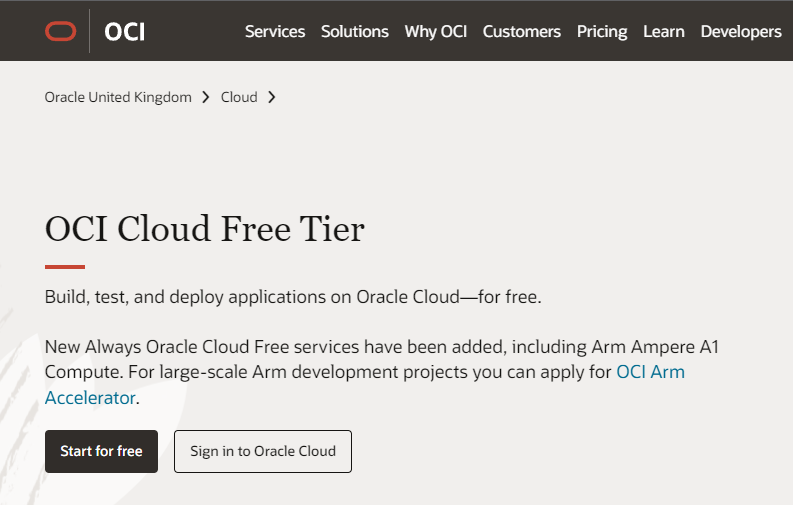 OCI Services Solutions Why OCI Customers Pricing Learn Developers
Oracle United Kingdom Cloud
OCI Cloud Free Tier
Build, test, and deploy applications on Oracle Cloud—for free.
New Always Oracle Cloud Free services have been added, including Arm Ampere A1
Compute. For large-scale Arm development projects you can apply for OCI Arm
Accelerator.
Start for free Sign in to Oracle Cloud